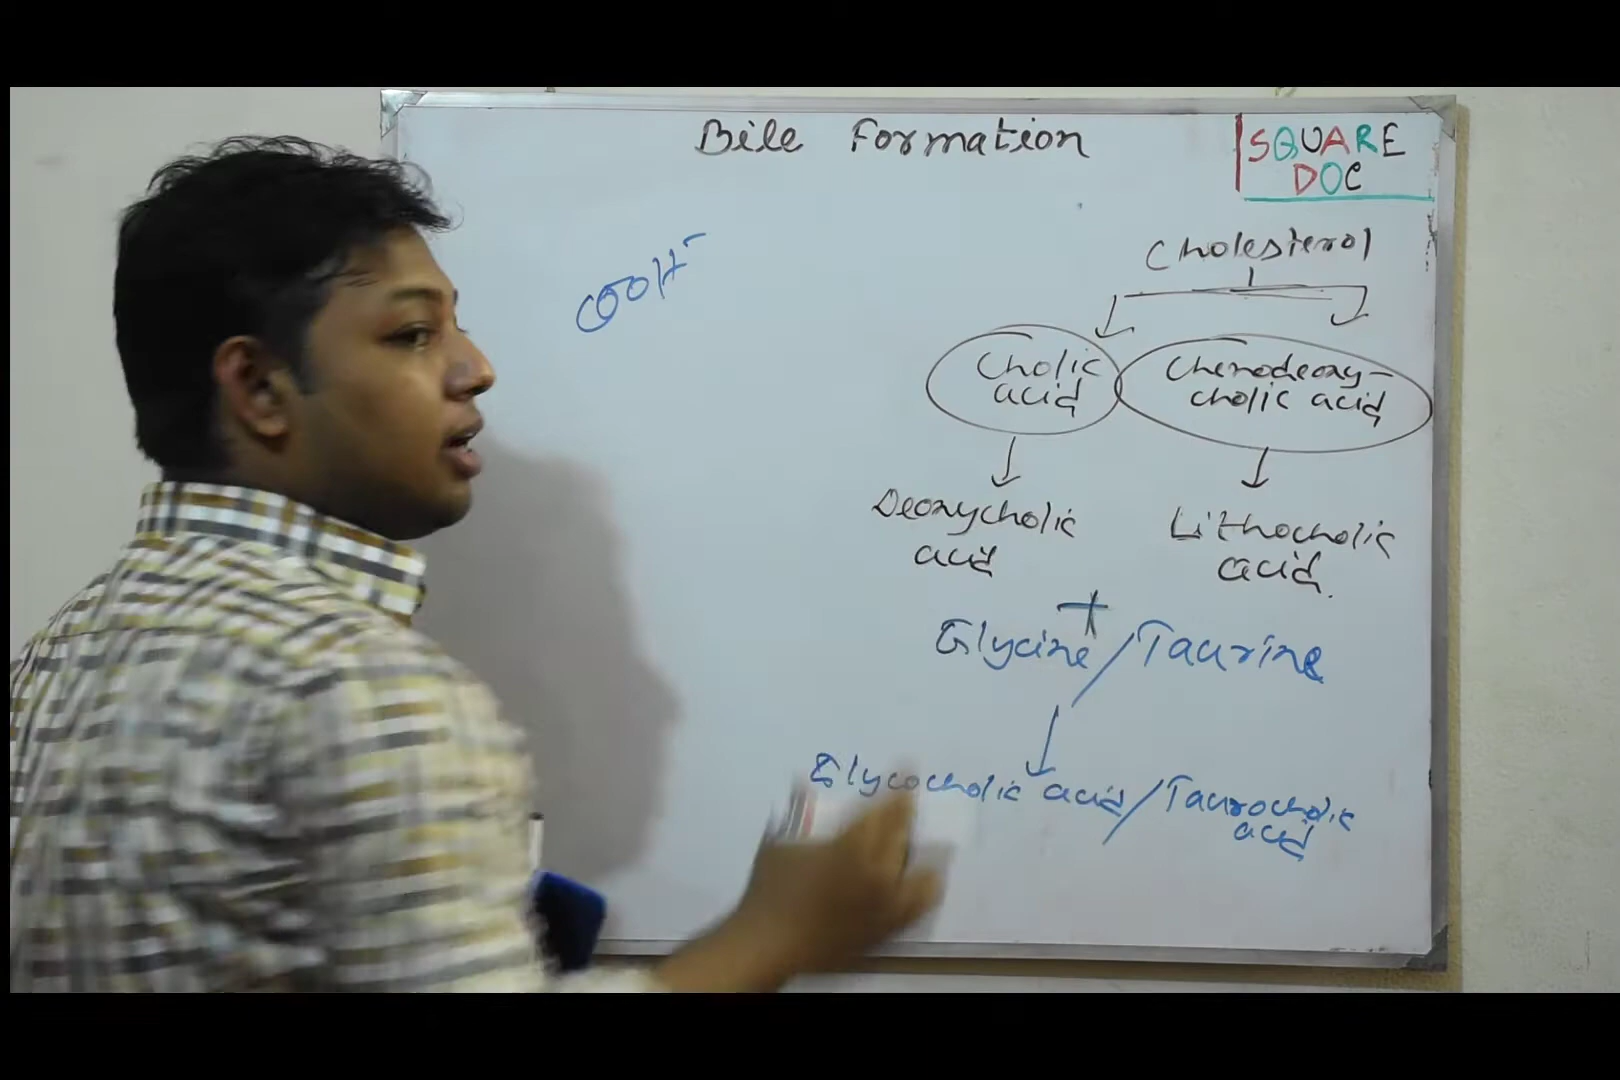 Bile Formation
SQUARE
DOC
Cholesterol
COOH⁻
Cholic
acid
Chenodeoxy-
cholic acid
Deoxycholic
acid
Lithocholic
acid.
+
Glycine/Taurine
Glycocholic acid/Taurocholic
acid